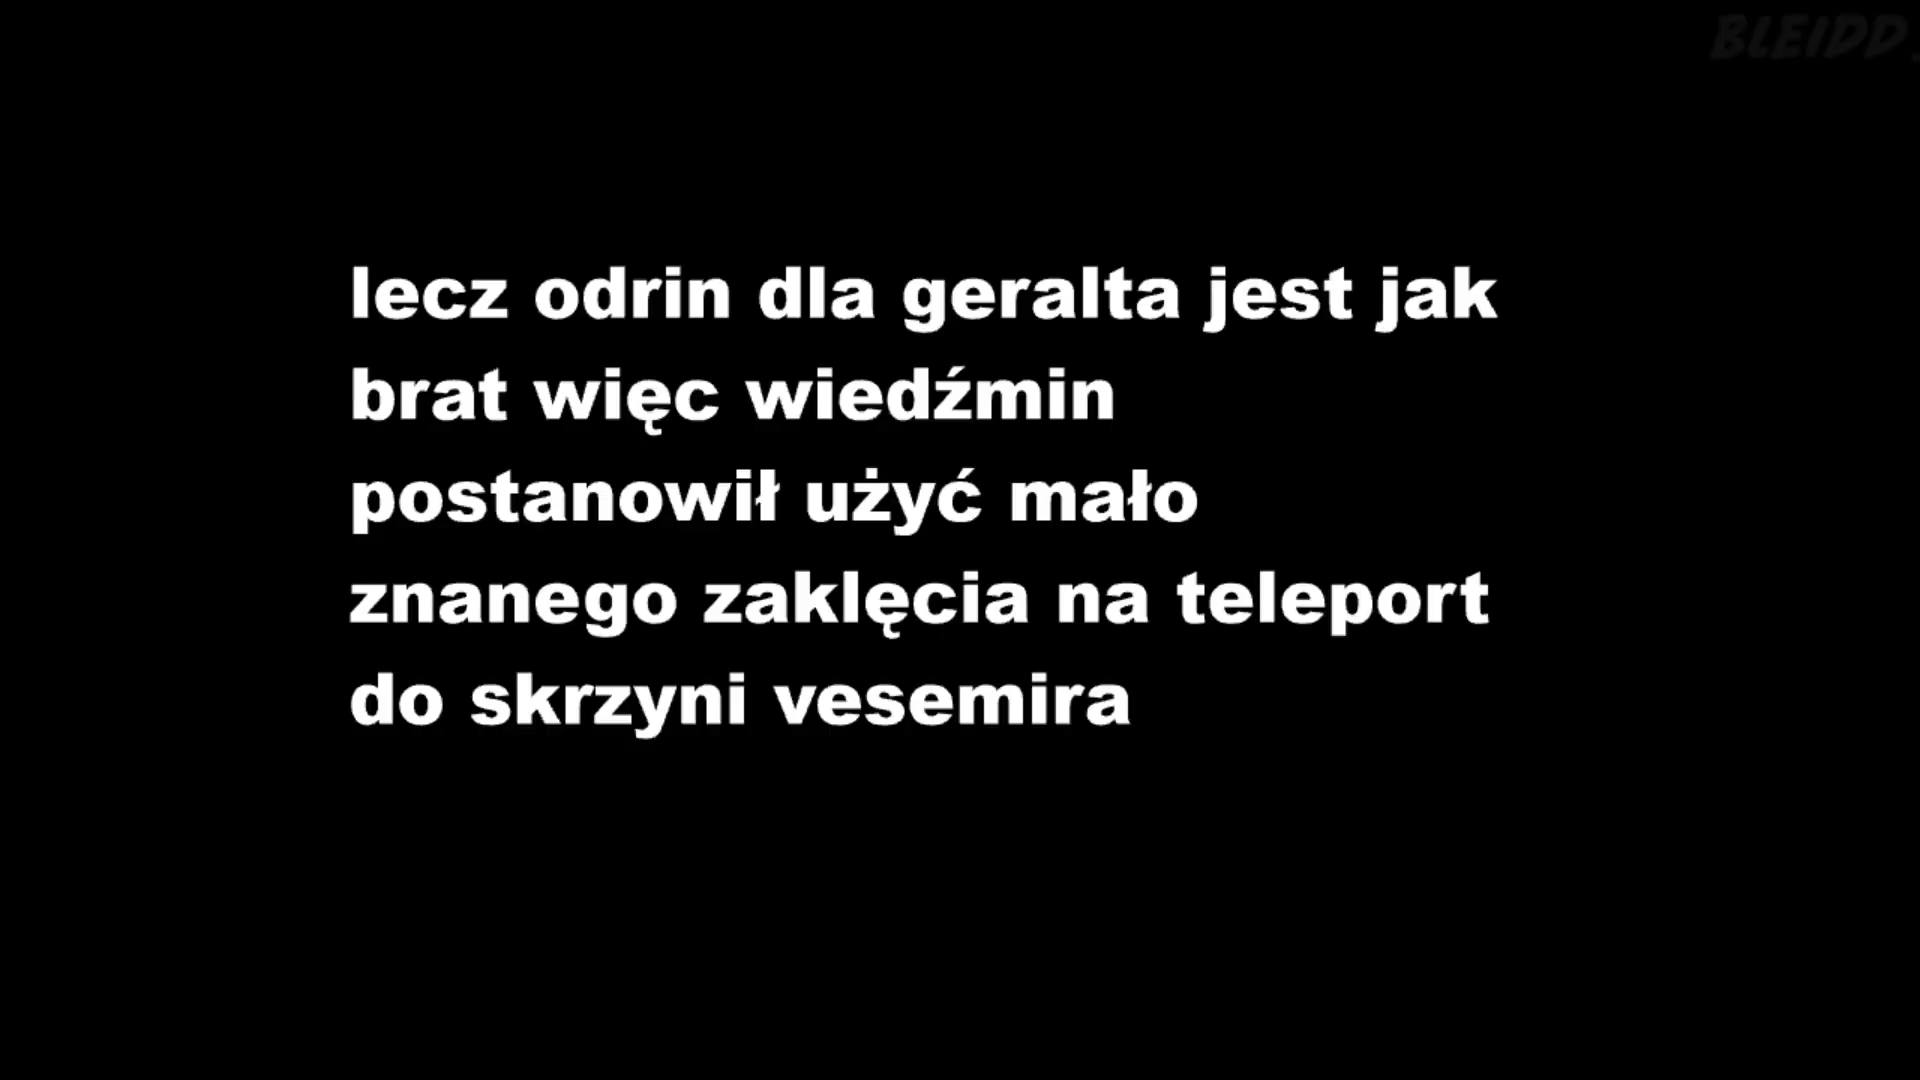 BLEIDD
lecz odrin dla geralta jest jak
brat więc wiedźmin
postanowił użyć mało
znanego zaklęcia na teleport
do skrzyni vesemira